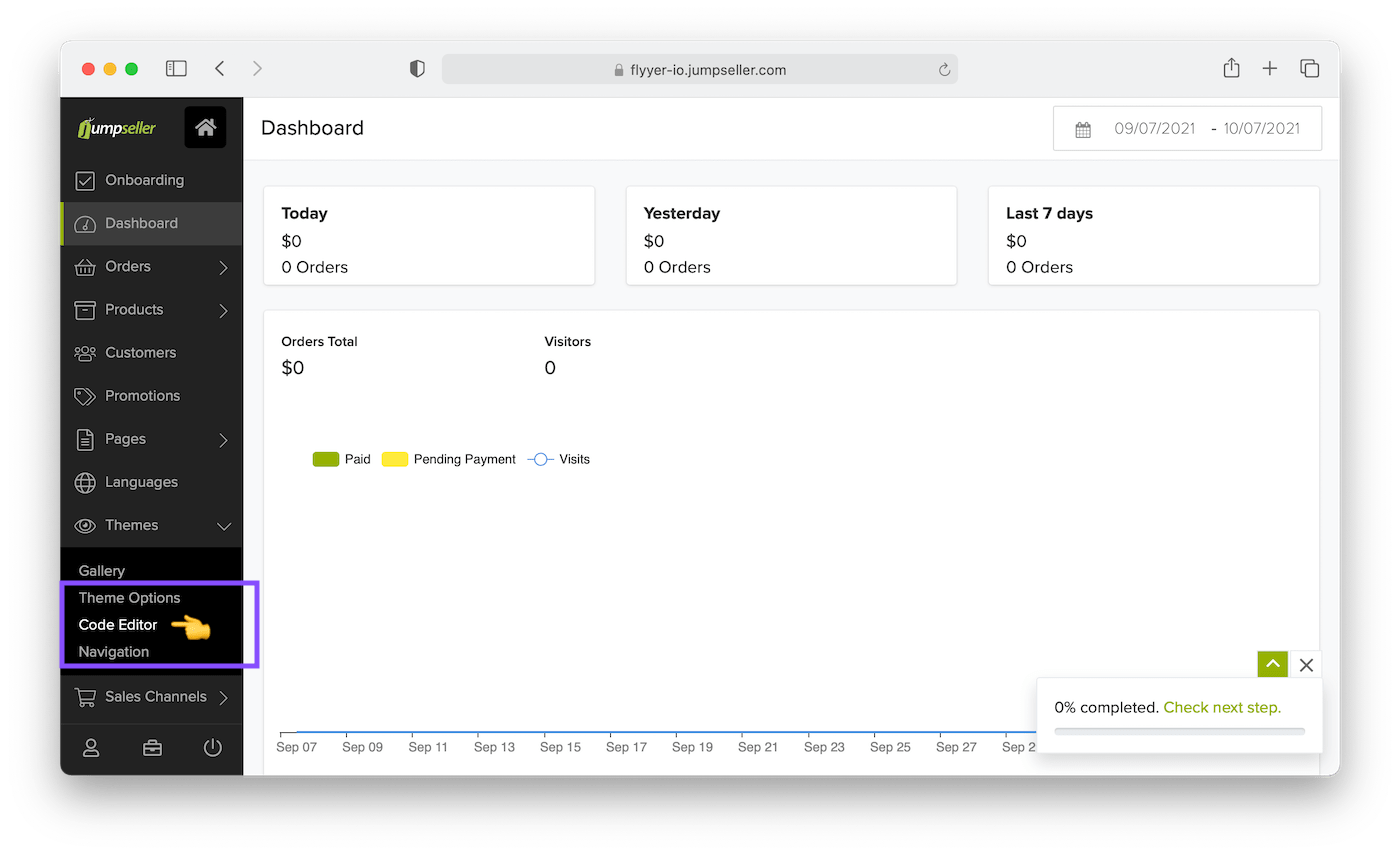 flyyer-io.jumpseller.com
jumpseller
Dashboard
09/07/2021 - 10/07/2021
Onboarding
Dashboard
Orders
Products
Customers
Promotions
Pages
Languages
Themes
Gallery
Theme Options
Code Editor
Navigation
Sales Channels
Today
$0
0 Orders
Yesterday
$0
0 Orders
Last 7 days
$0
0 Orders
Orders Total
$0
Visitors
0
Paid Pending Payment Visits
Sep 07 Sep 09 Sep 11 Sep 13 Sep 15 Sep 17 Sep 19 Sep 21 Sep 23 Sep 25 Sep 27 Sep 2
0% completed. Check next step.